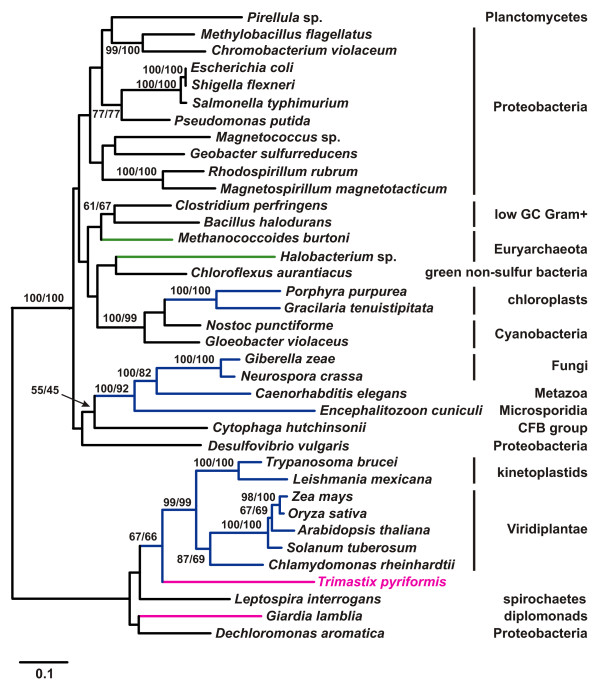 Pirellula sp. Planctomycetes
Methylobacillus flagellatus
99/100 Chromobacterium violaceum
100/100 Escherichia coli
100/100 Shigella flexneri
Salmonella typhimurium Proteobacteria
77/77 Pseudomonas putida
Magnetococcus sp.
Geobacter sulfurreducens
100/100 Rhodospirillum rubrum
Magnetospirillum magnetotacticum
61/67 Clostridium perfringens
low GC Gram+
Bacillus halodurans
Methanococcoides burtoni
Euryarchaeota
Halobacterium sp.
Chloroflexus aurantiacus green non-sulfur bacteria
100/100 100/100 Porphyra purpurea
chloroplasts
Gracilaria tenuistipitata
100/99 Nostoc punctiforme
Cyanobacteria
Gloeobacter violaceus
100/100 Giberella zeae
Fungi
100/82 Neurospora crassa
55/45 100/92 Caenorhabditis elegans Metazoa
Encephalitozoon cuniculi Microsporidia
Cytophaga hutchinsonii CFB group
Desulfovibrio vulgaris Proteobacteria
100/100 Trypanosoma brucei
kinetoplastids
Leishmania mexicana
99/99 98/100 Zea mays
67/69 Oryza sativa
100/100 Arabidopsis thaliana Viridiplantae
67/66 Solanum tuberosum
87/69 Chlamydomonas rheinhardtii
Trimastix pyriformis
Leptospira interrogans spirochaetes
Giardia lamblia diplomonads
Dechloromonas aromatica Proteobacteria
0.1